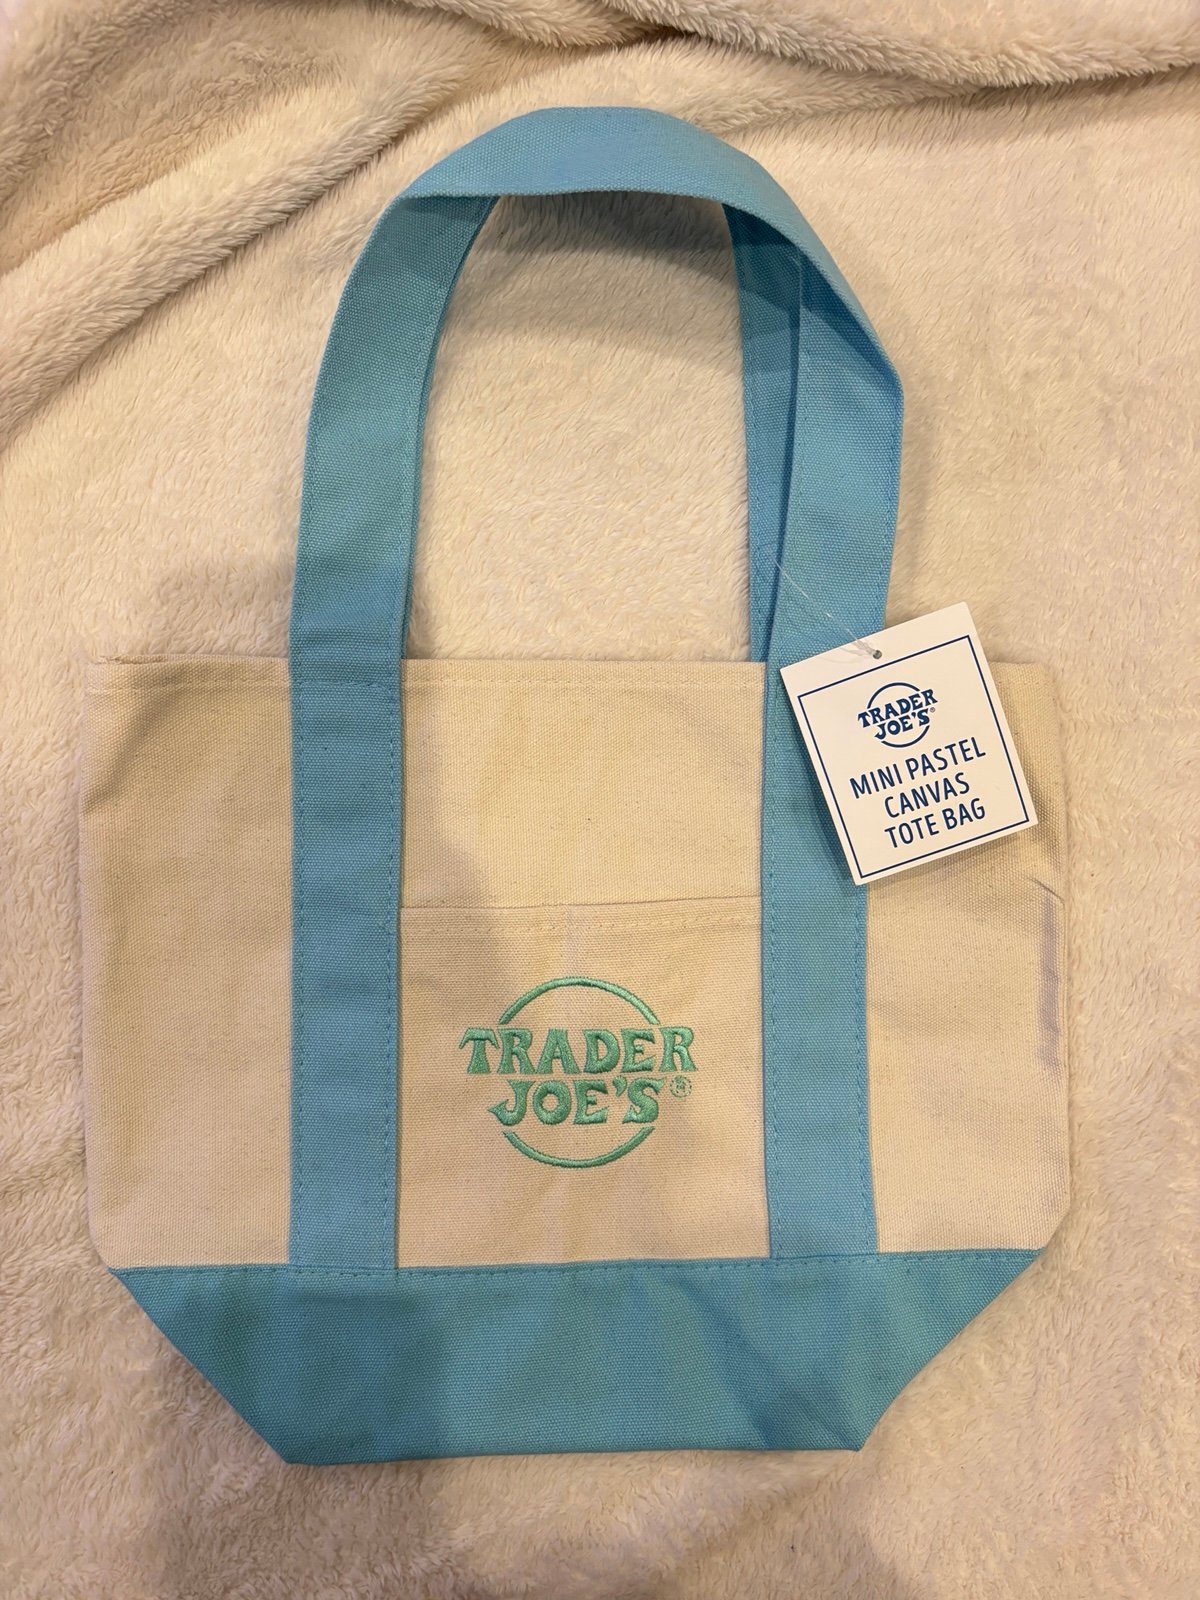 TRADER
JOE'S®
MINI PASTEL
CANVAS
TOTE BAG
TRADER
JOE'S®